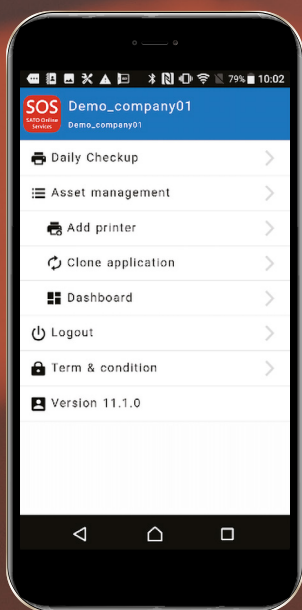 79% 10:02
SOS
SATO Online
Services
Demo_company01
Demo_company01
Daily Checkup
Asset management
Add printer
Clone application
Dashboard
Logout
Term & condition
Version 11.1.0